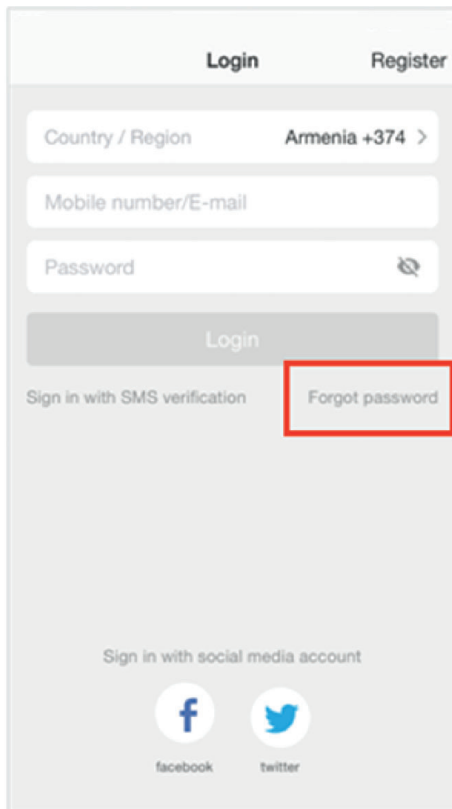 Login Register
Country / Region Armenia +374 >
Mobile number/E-mail
Password
Login
Sign in with SMS verification Forgot password
Sign in with social media account
facebook twitter